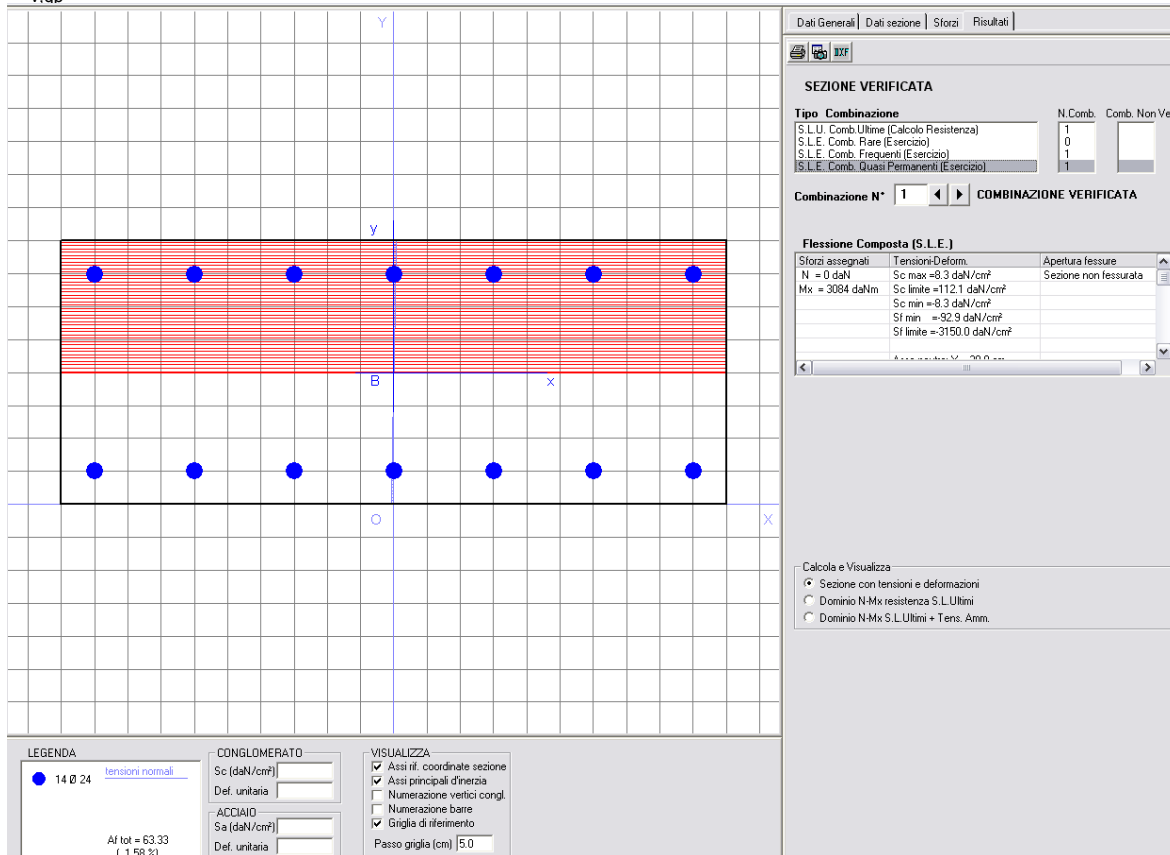 Y
y
B
x
O
X
Dati Generali Dati sezione Sforzi Risultati
DXF
SEZIONE VERIFICATA
Tipo Combinazione N.Comb. Comb. Non Ve
S.L.U. Comb.Ultime (Calcolo Resistenza) 1
S.L.E. Comb. Rare (Esercizio) 0
S.L.E. Comb. Frequenti (Esercizio) 1
S.L.E. Comb. Quasi Permanenti (Esercizio) 1
Combinazione N° 1 COMBINAZIONE VERIFICATA
Flessione Composta (S.L.E.)
Sforzi assegnati Tensioni-Deform. Apertura fessure
N = 0 daN Sc max =8.3 daN/cm² Sezione non fessurata
Mx = 3084 daNm Sc limite =112.1 daN/cm²
Sc min =-8.3 daN/cm²
Sf min =-92.9 daN/cm²
Sf limite =-3150.0 daN/cm²
Calcola e Visualizza
Sezione con tensioni e deformazioni
Dominio N-Mx resistenza S.L.Ultimi
Dominio N-Mx S.L.Ultimi + Tens. Amm.
LEGENDA
14 Ø 24 tensioni normali
Af tot = 63.33
( 1.58 %)
CONGLOMERATO
Sc (daN/cm²)
Def. unitaria
ACCIAIO
Sa (daN/cm²)
Def. unitaria
VISUALIZZA
Assi rif. coordinate sezione
Assi principali d'inerzia
Numerazione vertici congl.
Numerazione barre
Griglia di riferimento
Passo griglia (cm) 5.0